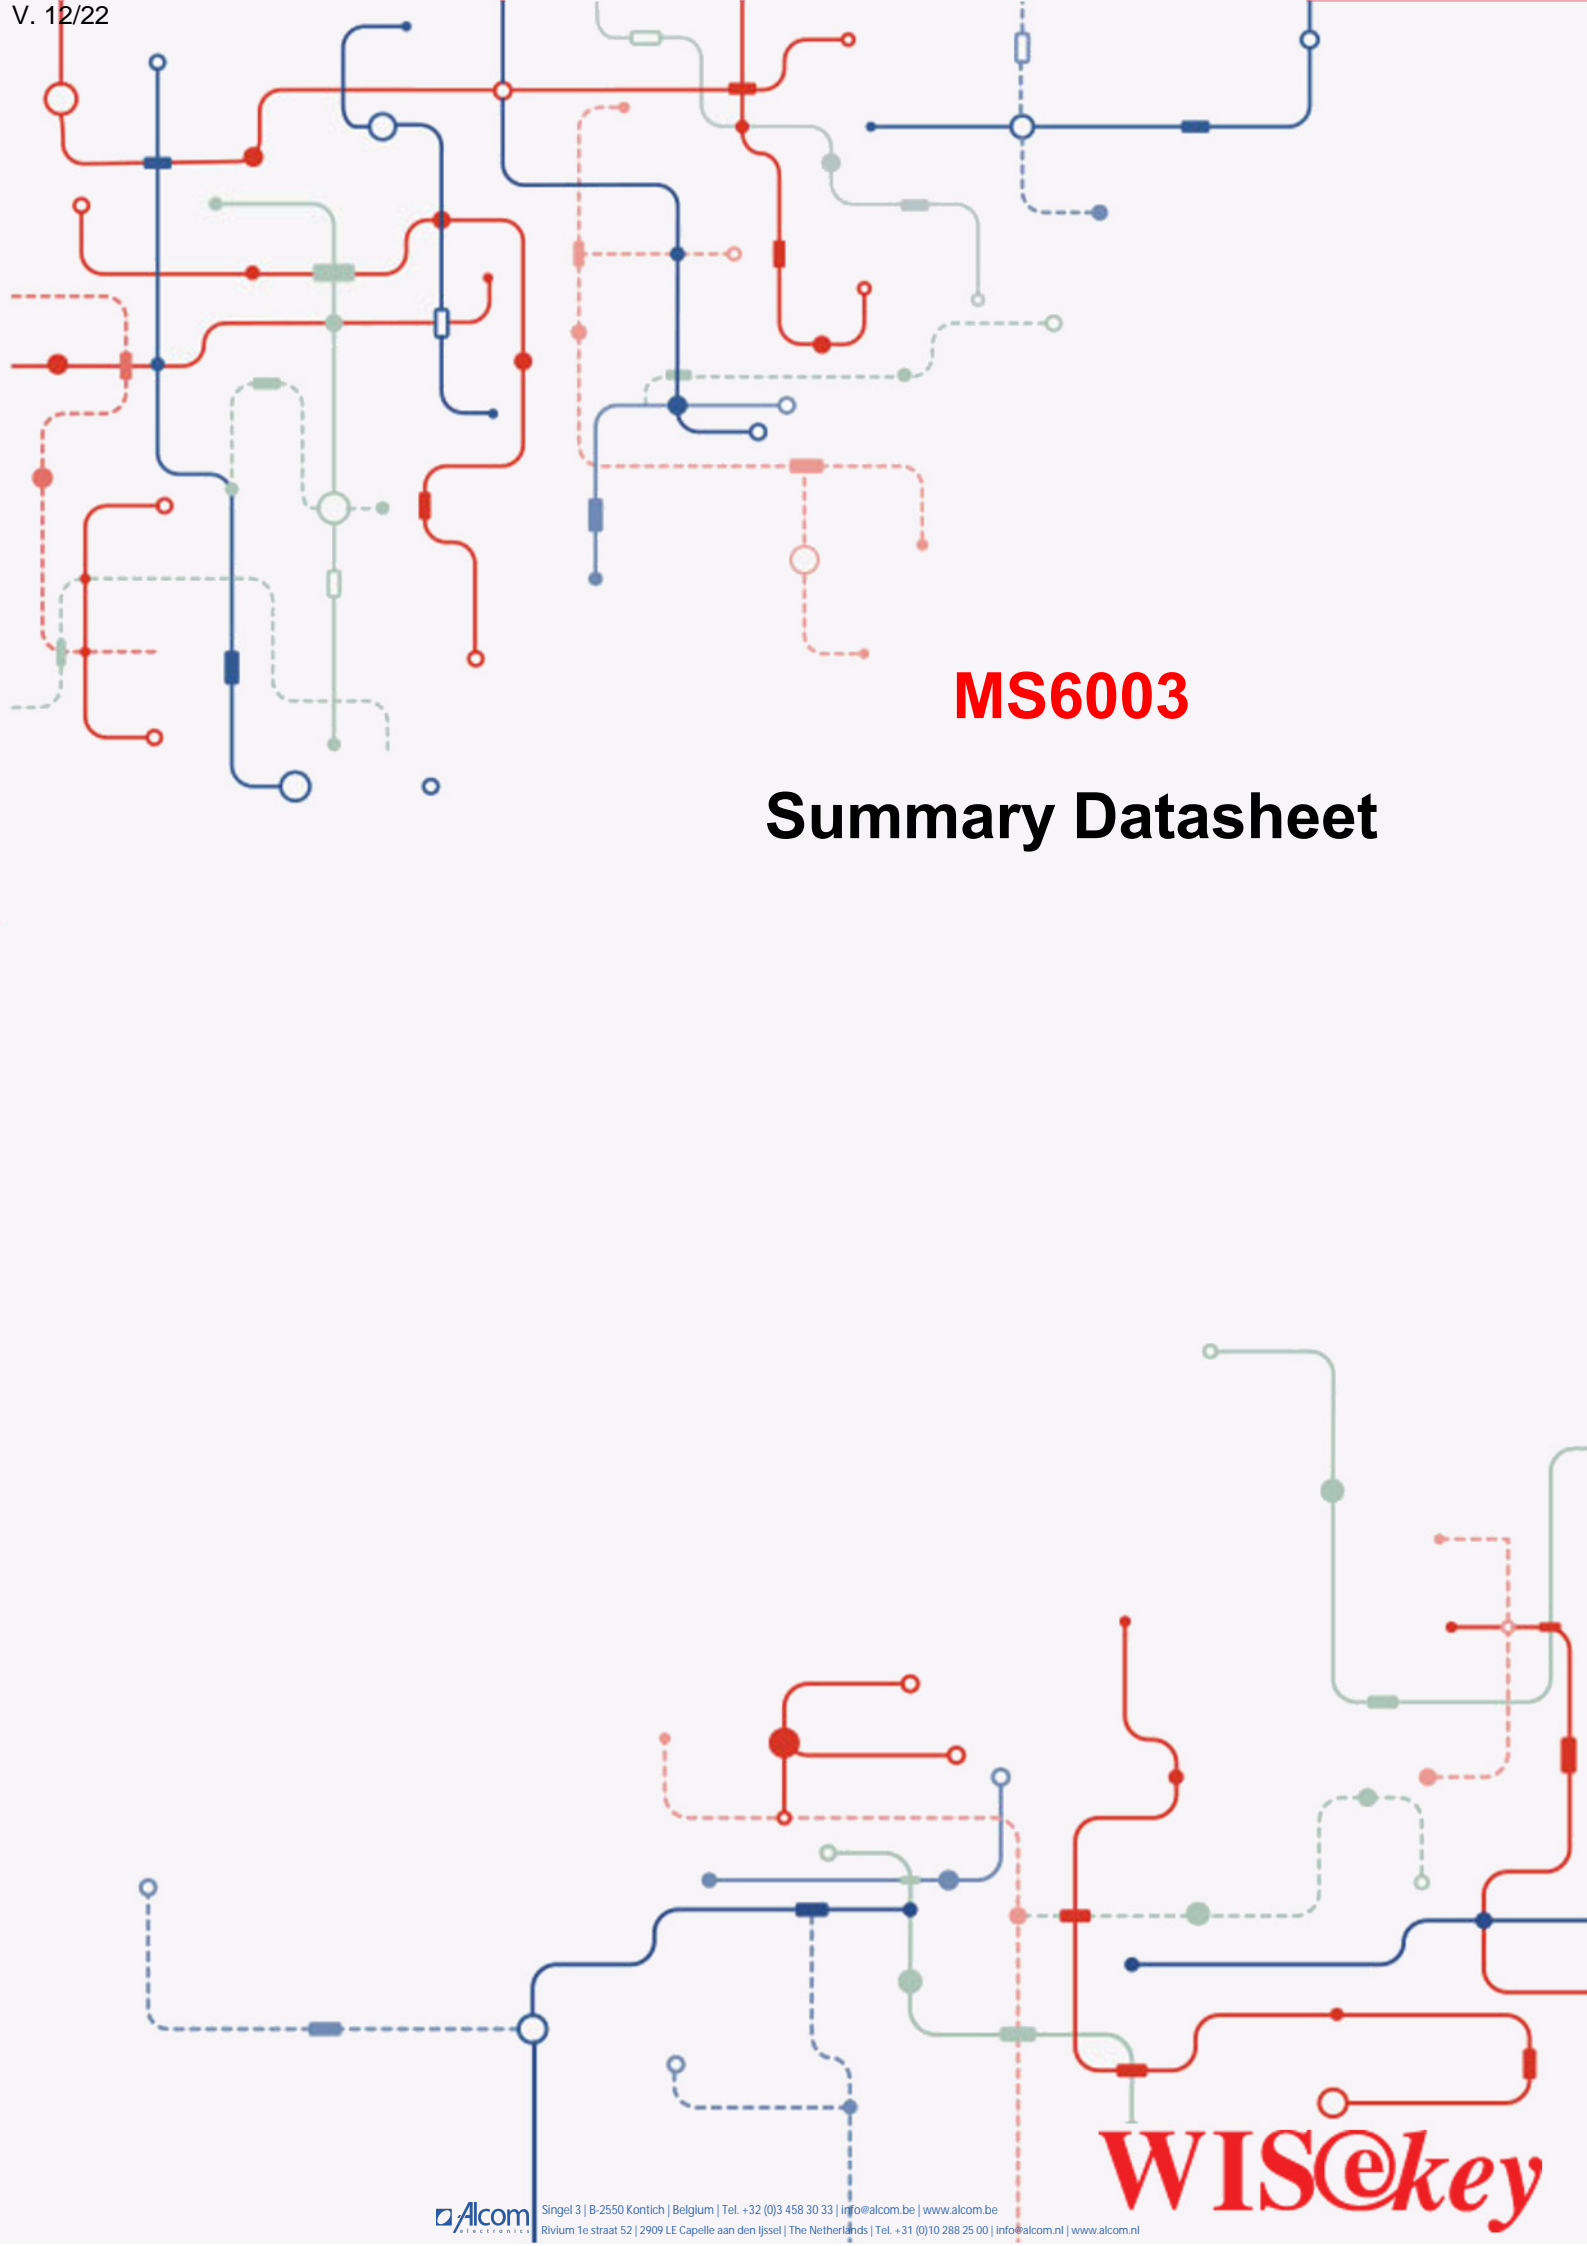 V. 12/22
MS6003
Summary Datasheet
WISekey
Alcom
electronics
Singel 3 | B-2550 Kontich | Belgium | Tel. +32 (0)3 458 30 33 | info@alcom.be | www.alcom.be
Rivium 1e straat 52 | 2909 LE Capelle aan den Ijssel | The Netherlands | Tel. +31 (0)10 288 25 00 | info@alcom.nl | www.alcom.nl